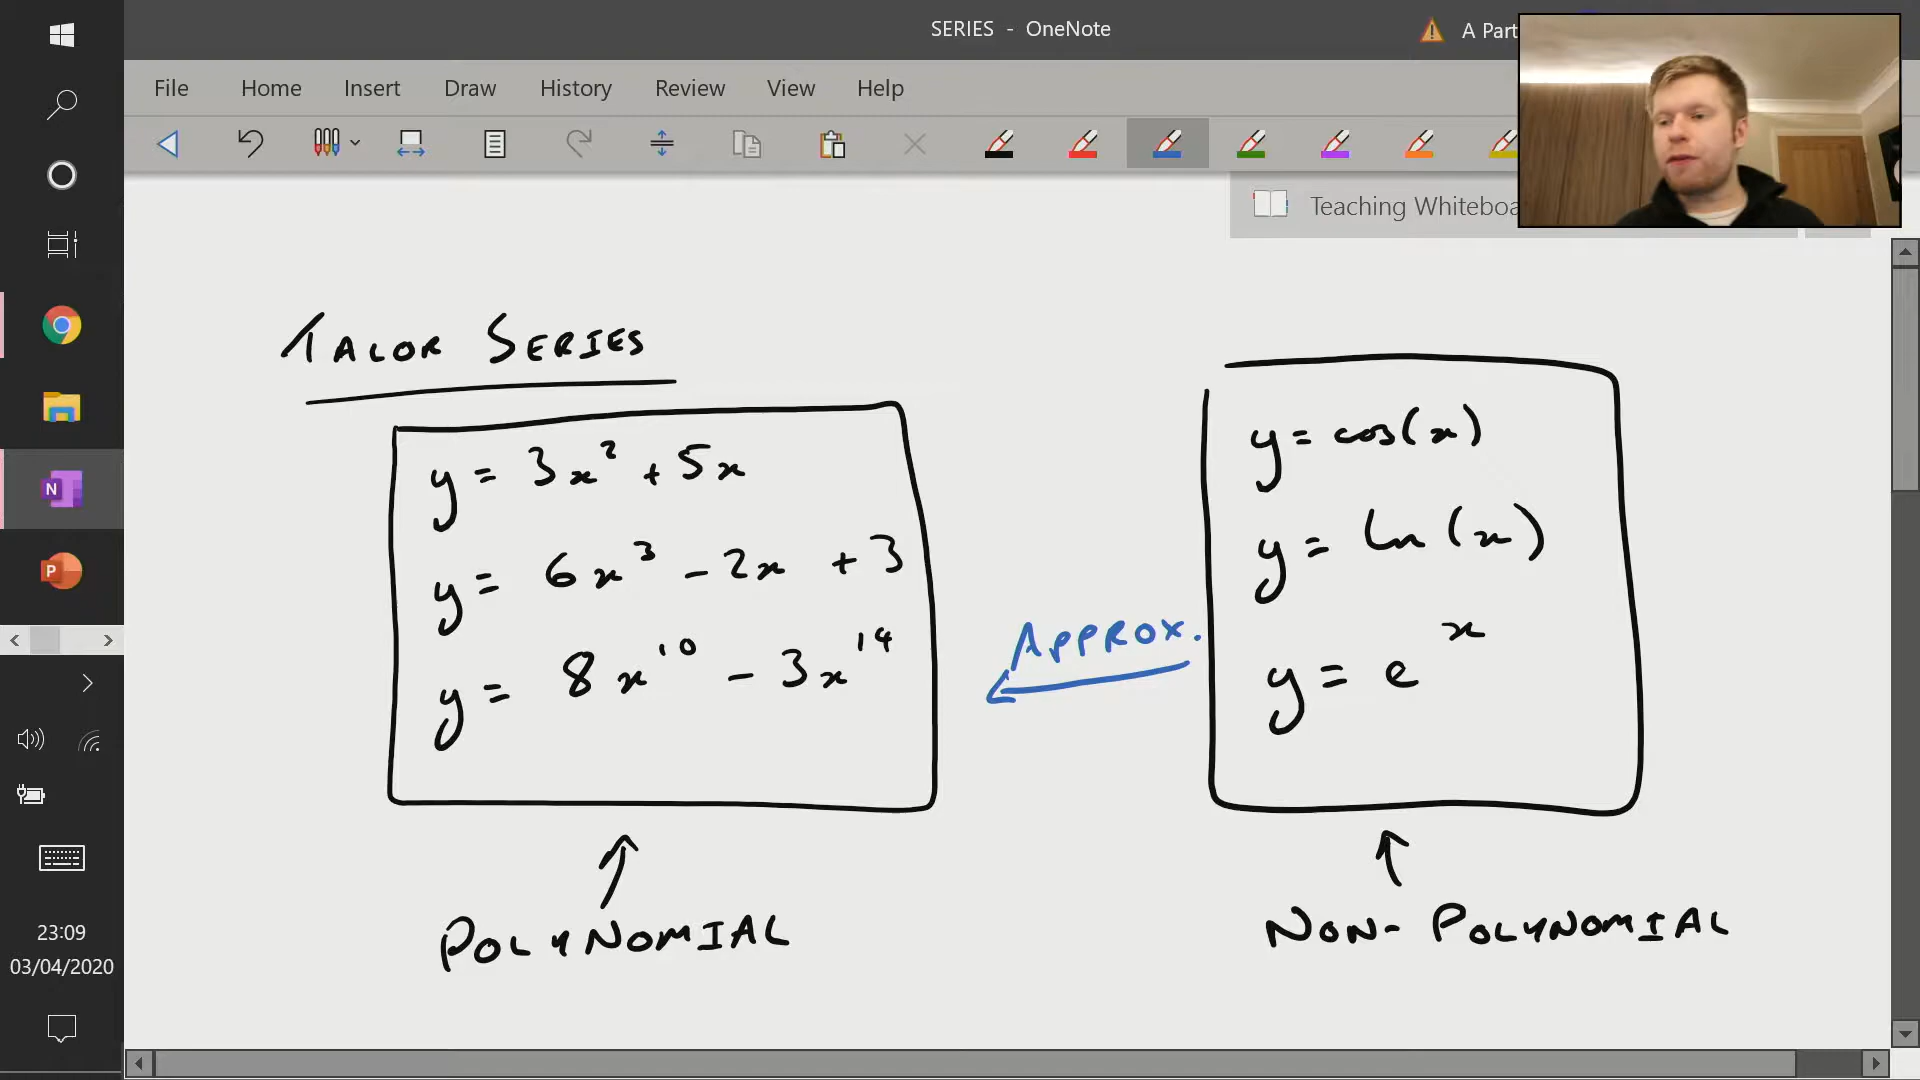 SERIES - OneNote
A Part
File Home Insert Draw History Review View Help
Teaching Whiteboa
TALOR SERIES
y = 3x² + 5x
y = 6x³ - 2x + 3
y = 8x¹⁰ - 3x¹⁴
POLYNOMIAL
APPROX.
y = cos(x)
y = ln(x)
y = eˣ
NON-POLYNOMIAL
N
P
23:09
03/04/2020